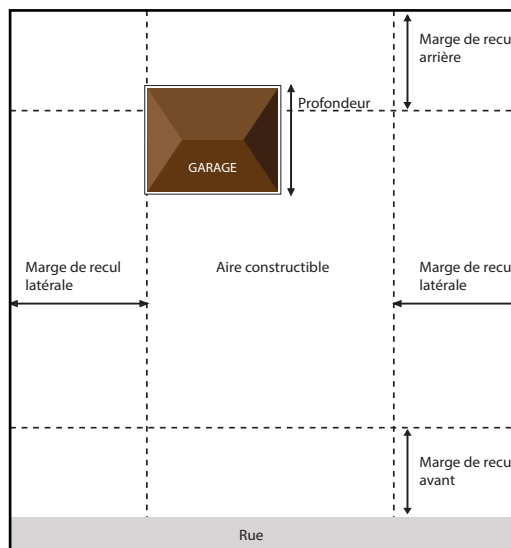 Marge de recu
arrière
Profondeur
GARAGE
Marge de recul
latérale
Aire constructible
Marge de recu
latérale
Marge de recu
avant
Rue